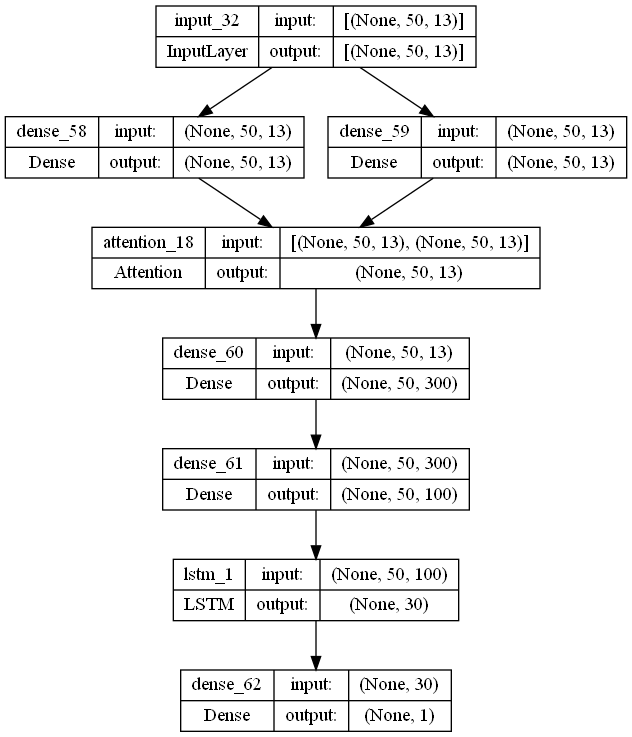 input_32 input: [(None, 50, 13)]
InputLayer output: [(None, 50, 13)]
dense_58 input: (None, 50, 13)
Dense output: (None, 50, 13)
dense_59 input: (None, 50, 13)
Dense output: (None, 50, 13)
attention_18 input: [(None, 50, 13), (None, 50, 13)]
Attention output: (None, 50, 13)
dense_60 input: (None, 50, 13)
Dense output: (None, 50, 300)
dense_61 input: (None, 50, 300)
Dense output: (None, 50, 100)
lstm_1 input: (None, 50, 100)
LSTM output: (None, 30)
dense_62 input: (None, 30)
Dense output: (None, 1)